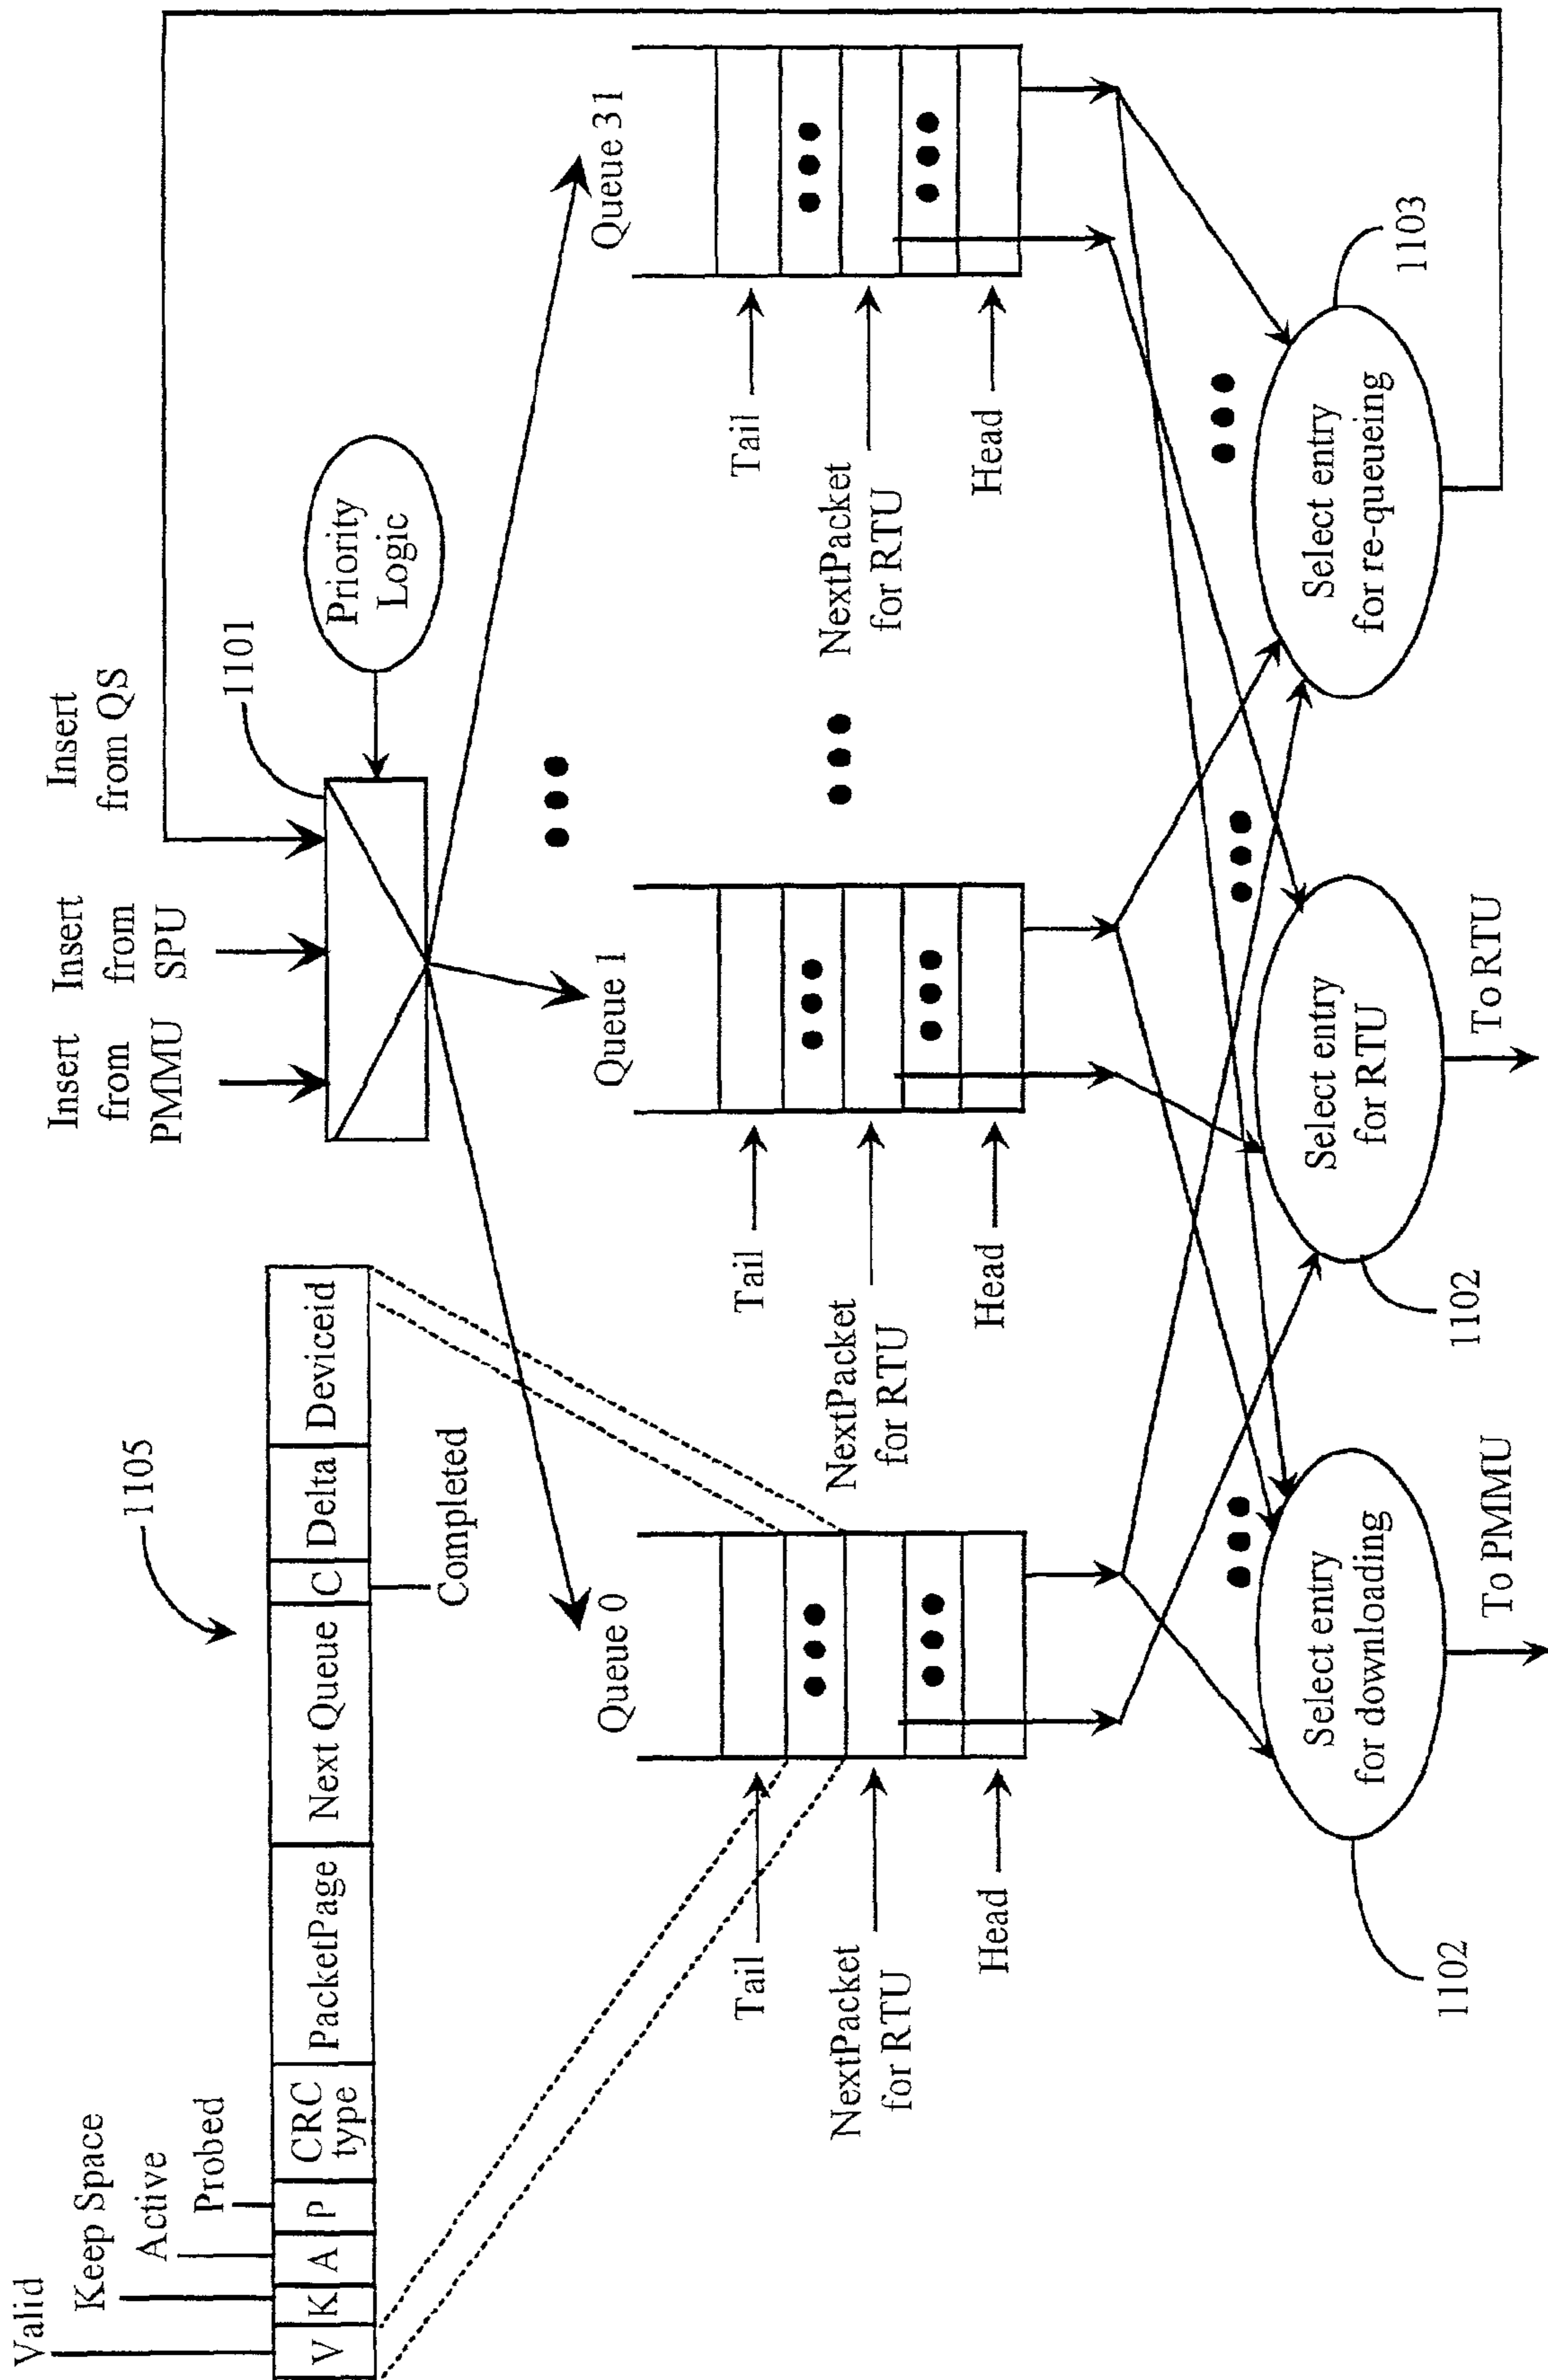 Valid
Keep Space
Active
Probed
V
K
A
P
CRC
type
PacketPage
Next Queue
C
Delta
Deviceid
Completed
1105
Insert
from
PMMU
Insert
from
SPU
Insert
from QS
1101
Priority
Logic
Queue 0
Queue 1
Queue 31
Tail
NextPacket
for RTU
Head
Tail
NextPacket
for RTU
Head
Tail
NextPacket
for RTU
Head
Select entry
for downloading
1102
To PMMU
Select entry
for RTU
1102
To RTU
Select entry
for re-queueing
1103